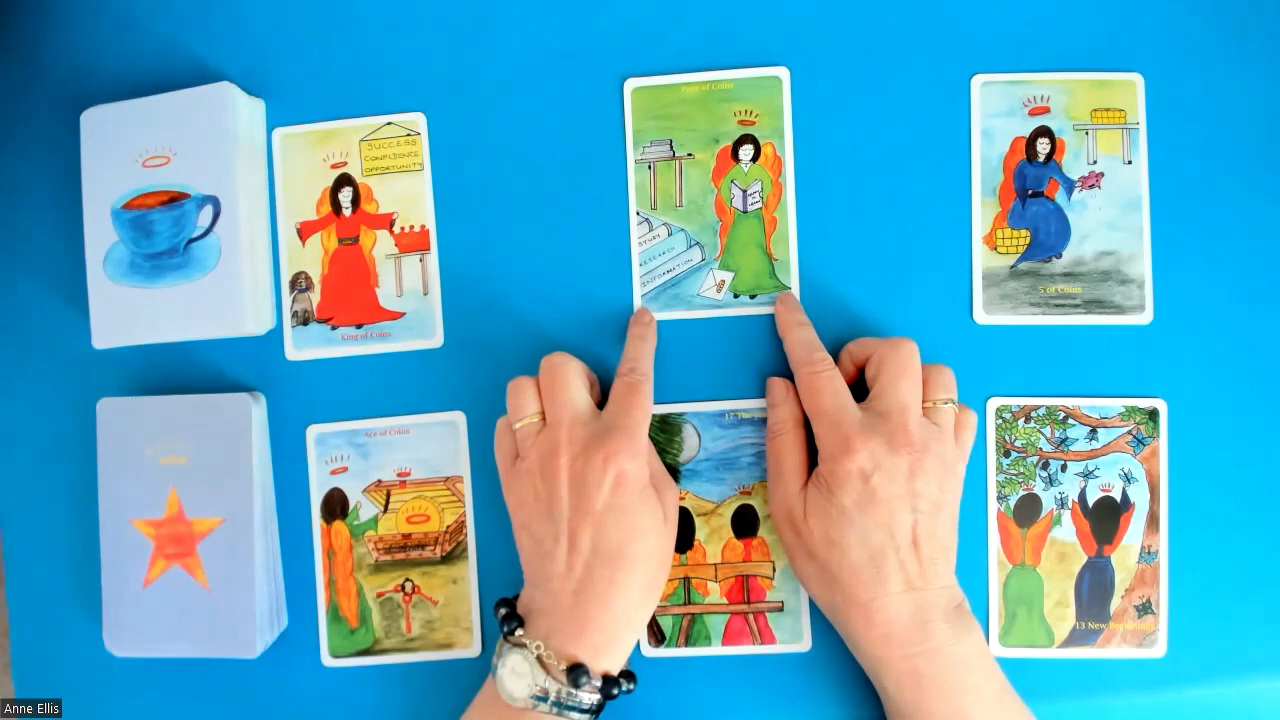 SUCCESS
CONFIDENCE
OPPORTUNITY
King of Coins
Page of Coins
STUDY
RESEARCH
INFORMATION
5 of Coins
Ace of Coins
13 New Beginnings
Anne Ellis